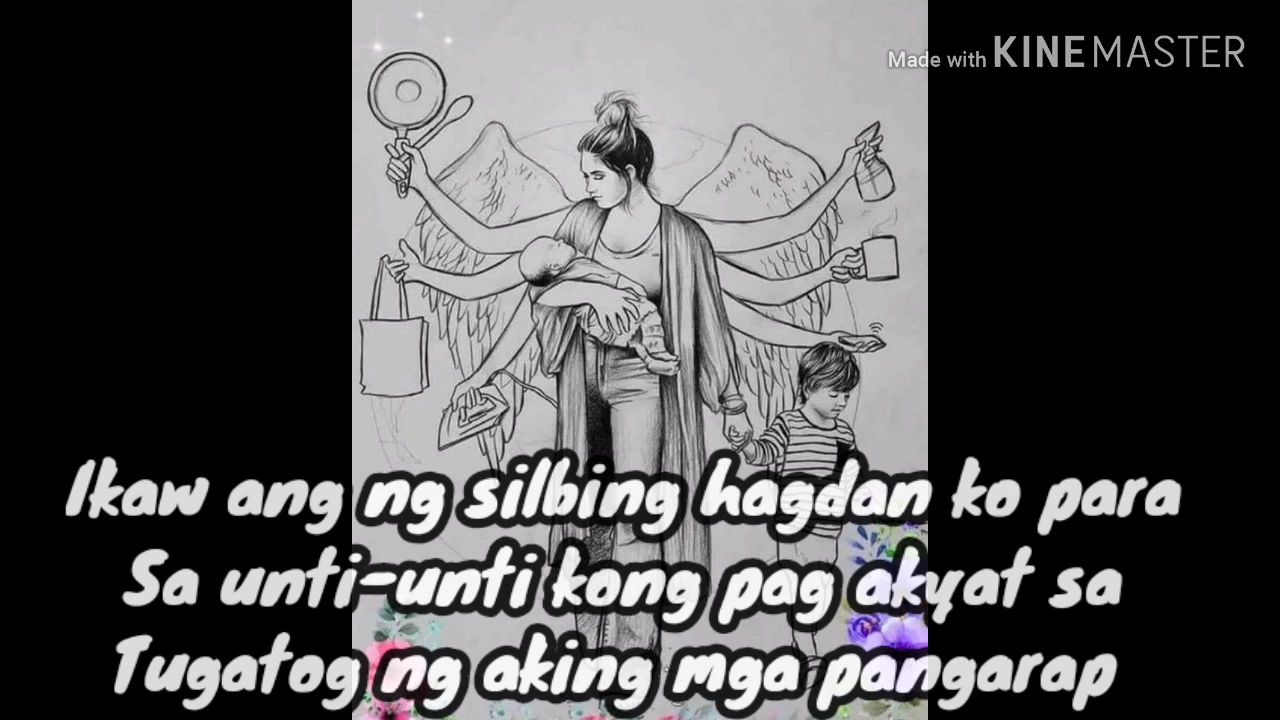 Made with KINEMASTER
Ikaw ang ng silbing hagdan ko para
Sa unti-unti kong pag akyat sa
Tugatog ng aking mga pangarap